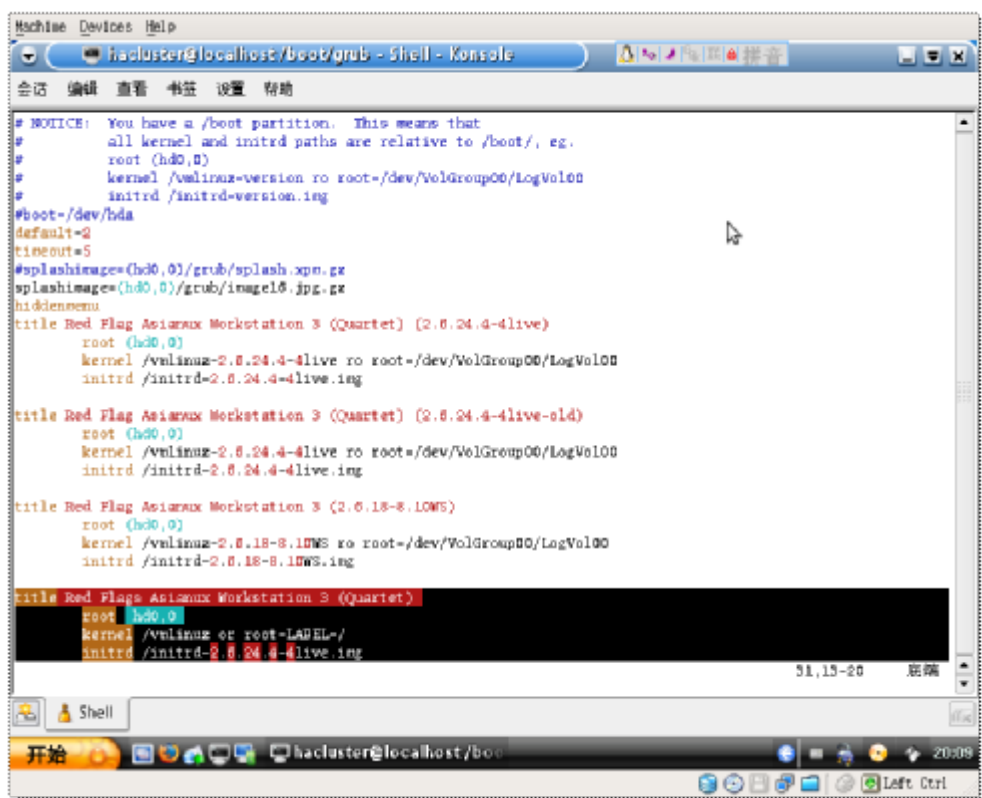 Machine Devices Help
hacluster@localhost:/boot/grub - Shell - Konsole
拼音
会话 编辑 查看 书签 设置 帮助
# NOTICE: You have a /boot partition. This means that
# all kernel and initrd paths are relative to /boot/, eg.
# root (hd0,0)
# kernel /vmlinuz-version ro root=/dev/VolGroup00/LogVol00
# initrd /initrd-version.img
#boot=/dev/hda
default=2
timeout=5
#splashimage=(hd0,0)/grub/splash.xpm.gz
splashimage=(hd0,0)/grub/image16.jpg.gz
hiddenmenu
title Red Flag Asianux Workstation 3 (Quartet) (2.6.24.4-4live)
root (hd0,0)
kernel /vmlinuz-2.6.24.4-4live ro root=/dev/VolGroup00/LogVol00
initrd /initrd-2.6.24.4-4live.img
title Red Flag Asianux Workstation 3 (Quartet) (2.6.24.4-4live-old)
root (hd0,0)
kernel /vmlinuz-2.6.24.4-4live ro root=/dev/VolGroup00/LogVol00
initrd /initrd-2.6.24.4-4live.img
title Red Flag Asianux Workstation 3 (2.6.18-8.10WS)
root (hd0,0)
kernel /vmlinuz-2.6.18-8.10WS ro root=/dev/VolGroup00/LogVol00
initrd /initrd-2.6.18-8.10WS.img
title Red Flags Asianux Workstation 3 (Quartet)
root hd0,0
kernel /vmlinuz or root=LABEL=/
initrd /initrd-2.6.24.4-4live.img
31,13-20 底端
Shell
开始 hacluster@localhost:/boo 20:09
Left Ctrl